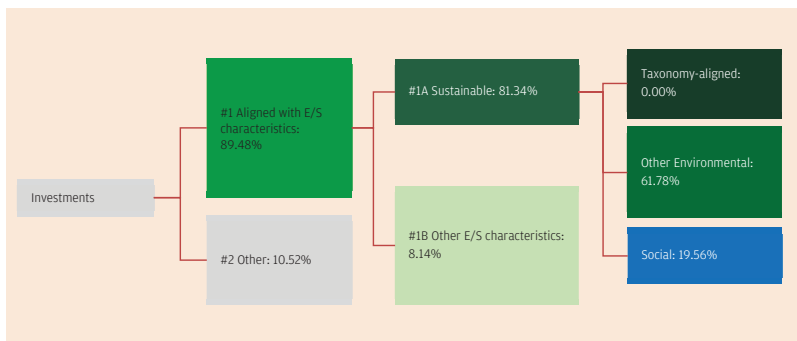 Investments
#1 Aligned with E/S
characteristics:
89.48%
#2 Other: 10.52%
#1A Sustainable: 81.34%
#1B Other E/S characteristics:
8.14%
Taxonomy-aligned:
0.00%
Other Environmental:
61.78%
Social: 19.56%